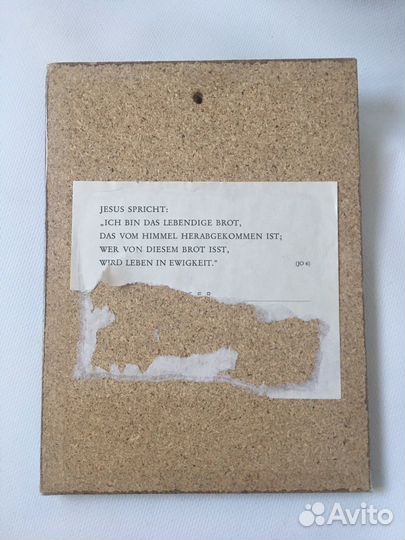 JESUS SPRICHT:
„ICH BIN DAS LEBENDIGE BROT,
DAS VOM HIMMEL HERABGEKOMMEN IST;
WER VON DIESEM BROT ISST,
WIRD LEBEN IN EWIGKEIT.“ (JO 6)
Avito